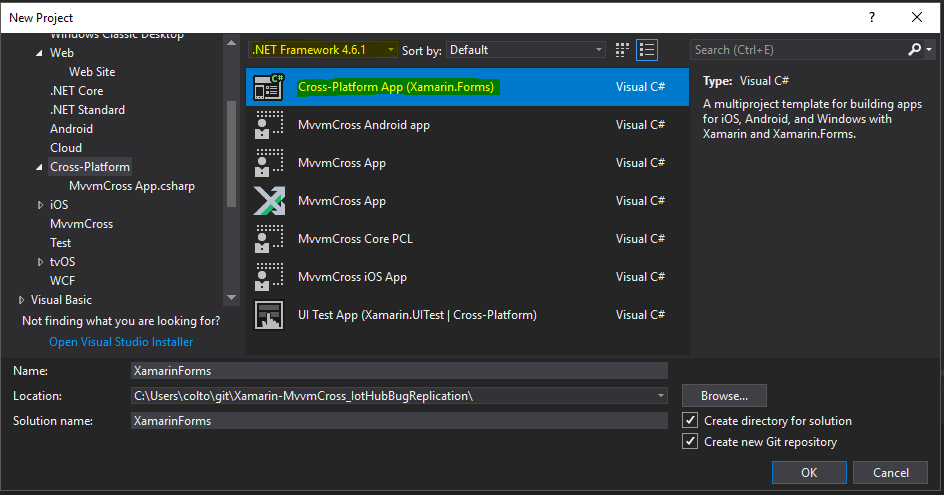 New Project
?
Windows Classic Desktop
Web
Web Site
.NET Core
.NET Standard
Android
Cloud
Cross-Platform
MvvmCross App.csharp
iOS
MvvmCross
Test
tvOS
WCF
Visual Basic
Not finding what you are looking for?
Open Visual Studio Installer
.NET Framework 4.6.1
Sort by: Default
Cross-Platform App (Xamarin.Forms) Visual C#
MvvmCross Android app Visual C#
MvvmCross App Visual C#
MvvmCross App Visual C#
MvvmCross Core PCL Visual C#
MvvmCross iOS App Visual C#
UI Test App (Xamarin.UITest | Cross-Platform) Visual C#
Search (Ctrl+E)
Type: Visual C#
A multiproject template for building apps
for iOS, Android, and Windows with
Xamarin and Xamarin.Forms.
Name: XamarinForms
Location: C:\Users\colto\git\Xamarin-MvvmCross_IotHubBugReplication\
Browse...
Solution name: XamarinForms
Create directory for solution
Create new Git repository
OK
Cancel